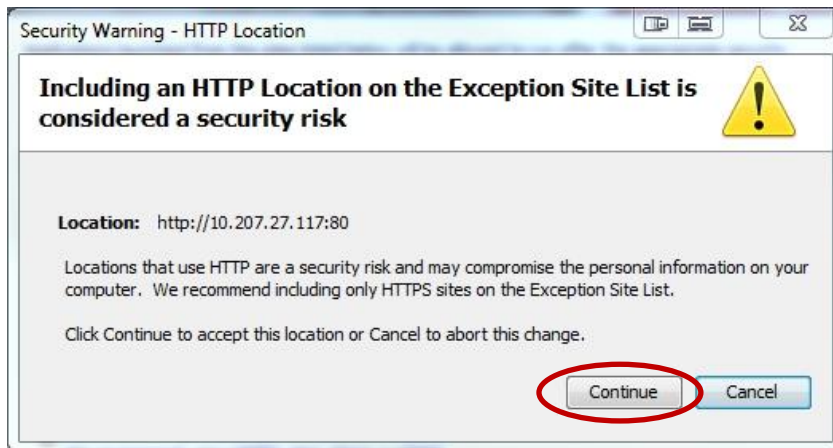 Security Warning - HTTP Location
Including an HTTP Location on the Exception Site List is
considered a security risk
Location: http://10.207.27.117:80
Locations that use HTTP are a security risk and may compromise the personal information on your
computer. We recommend including only HTTPS sites on the Exception Site List.
Click Continue to accept this location or Cancel to abort this change.
Continue Cancel